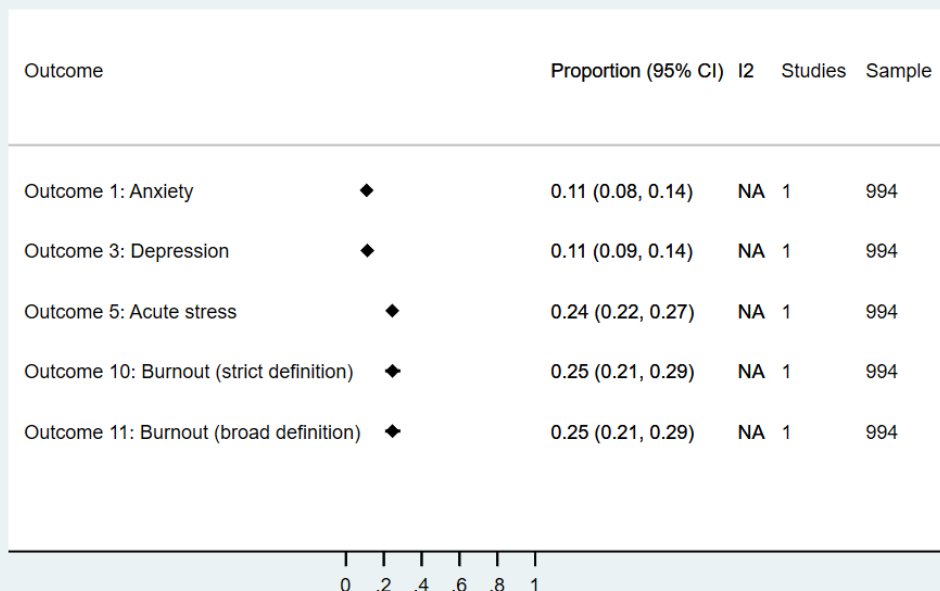 Outcome Proportion (95% CI) I2 Studies Sample
Outcome 1: Anxiety 0.11 (0.08, 0.14) NA 1 994
Outcome 3: Depression 0.11 (0.09, 0.14) NA 1 994
Outcome 5: Acute stress 0.24 (0.22, 0.27) NA 1 994
Outcome 10: Burnout (strict definition) 0.25 (0.21, 0.29) NA 1 994
Outcome 11: Burnout (broad definition) 0.25 (0.21, 0.29) NA 1 994
0 .2 .4 .6 .8 1